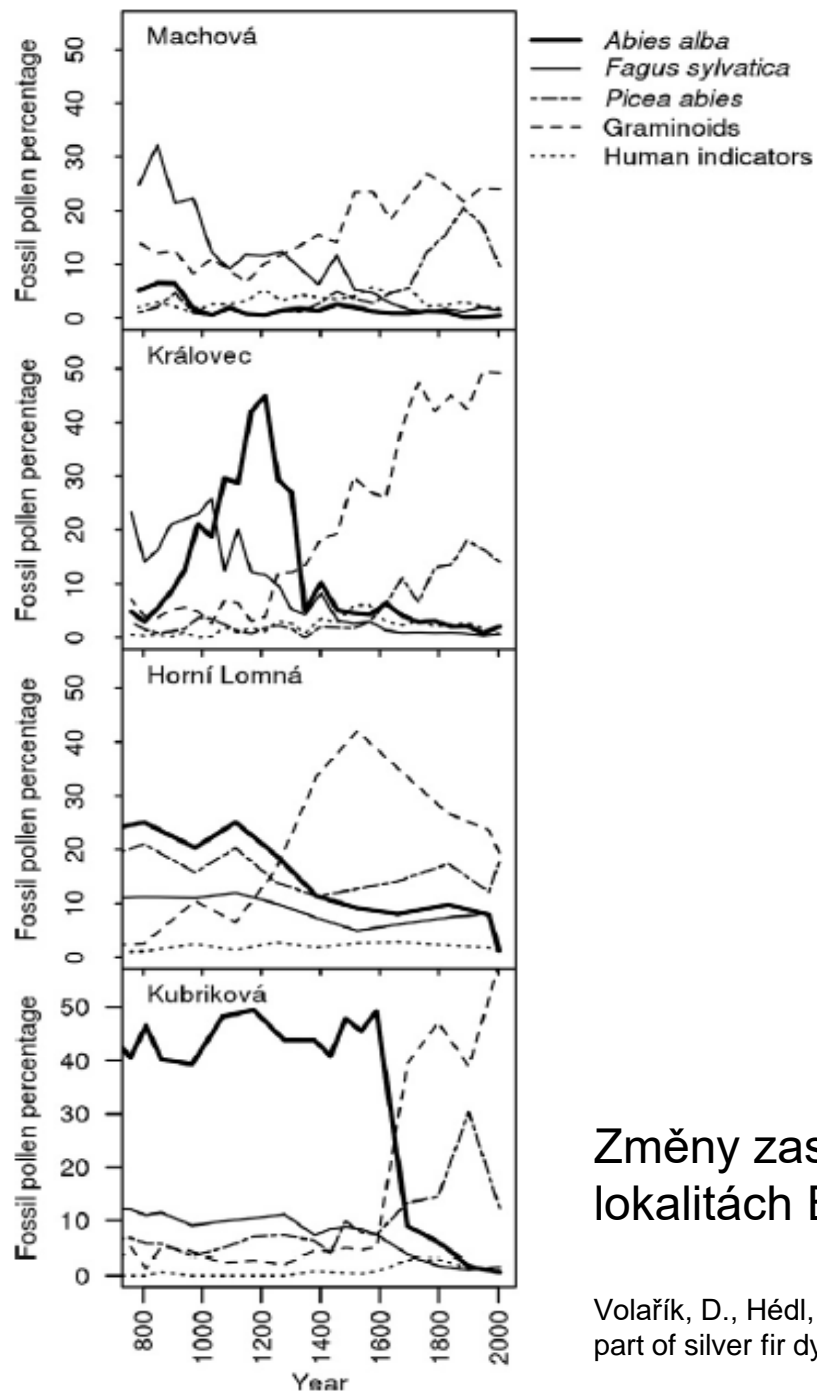 Machová
Abies alba
Fagus sylvatica
Picea abies
Graminoids
Human indicators
Fossil pollen percentage
50
40
30
20
10
0
Královec
Fossil pollen percentage
50
40
30
20
10
0
Horní Lomná
Fossil pollen percentage
50
40
30
20
10
0
Kubriková
Fossil pollen percentage
50
40
30
20
10
0
800 1000 1200 1400 1600 1800 2000
Year
Změny zas
lokalitách
Volařík, D., Hédl,
part of silver fir dy